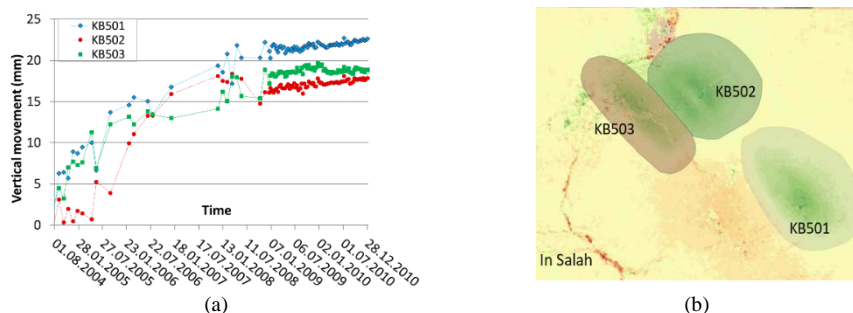 KB501
KB502
KB503
Vertical movement (mm)
25
20
15
10
5
0
Time
01.08.2004
28.01.2005
27.07.2005
23.01.2006
22.07.2006
18.01.2007
17.07.2007
13.01.2008
11.07.2008
07.01.2009
06.07.2009
02.01.2010
01.07.2010
28.12.2010
(a)
KB502
KB503
KB501
In Salah
(b)